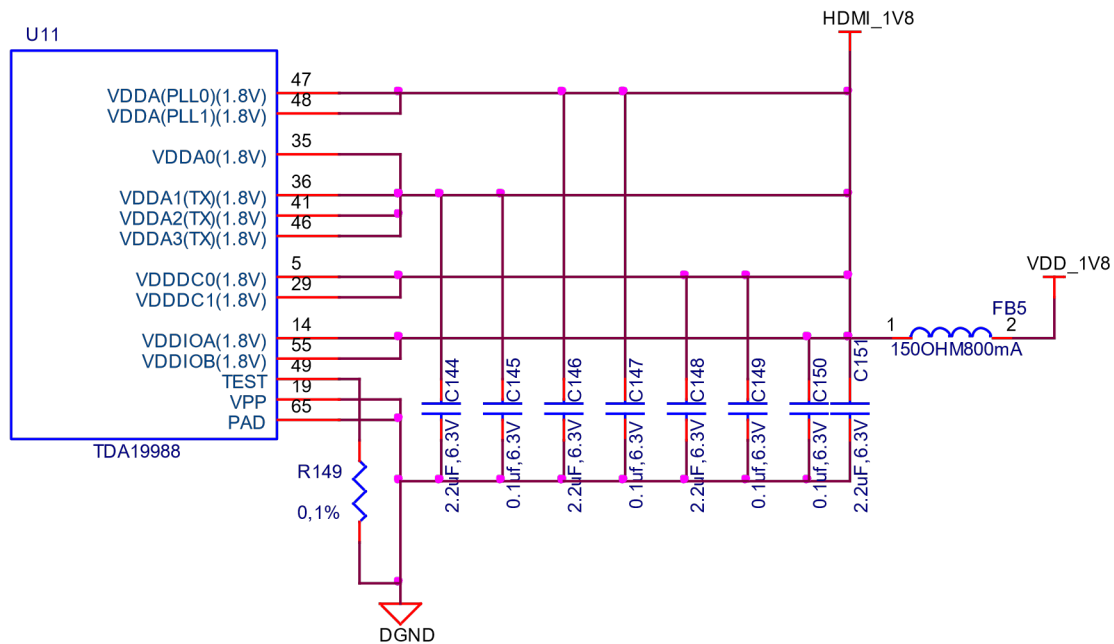 HDMI_1V8
U11
VDDA(PLL0)(1.8V) 47
VDDA(PLL1)(1.8V) 48
VDDA0(1.8V) 35
VDDA1(TX)(1.8V) 36
VDDA2(TX)(1.8V) 41
VDDA3(TX)(1.8V) 46
VDDDC0(1.8V) 5
VDDDC1(1.8V) 29
VDD_1V8
FB5
VDDIOA(1.8V) 14
1 2
150OHM800mA
VDDIOB(1.8V) 55
TEST 49
VPP 19
PAD 65
TDA19988
C144
2.2uF,6.3V
C145
0.1uf,6.3V
C146
2.2uF,6.3V
C147
0.1uf,6.3V
C148
2.2uF,6.3V
C149
0.1uf,6.3V
C150
0.1uf,6.3V
C151
2.2uF,6.3V
R149
0,1%
DGND